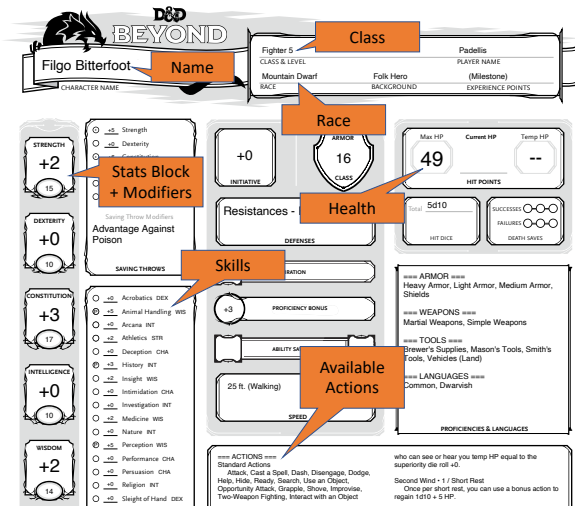 D&D
BEYOND
Class
Fighter 5
Padellis
CLASS & LEVEL
PLAYER NAME
Filgo Bitterfoot
Name
CHARACTER NAME
Mountain Dwarf
Folk Hero
(Milestone)
RACE
BACKGROUND
EXPERIENCE POINTS
Race
STRENGTH
+2
15
DEXTERITY
+0
10
CONSTITUTION
+3
17
INTELLIGENCE
+0
10
WISDOM
+2
14
Stats Block
+ Modifiers
+5 Strength
+0 Dexterity
Saving Throw Modifiers
Advantage Against
Poison
SAVING THROWS
Skills
+0 Acrobatics DEX
P +5 Animal Handling WIS
+0 Arcana INT
+2 Athletics STR
+0 Deception CHA
P +3 History INT
+2 Insight WIS
+0 Intimidation CHA
+0 Investigation INT
+2 Medicine WIS
+0 Nature INT
P +5 Perception WIS
+0 Performance CHA
+0 Persuasion CHA
+0 Religion INT
+0 Sleight of Hand DEX
+0
INITIATIVE
ARMOR
16
CLASS
Resistances -
DEFENSES
Health
Max HP
Current HP
Temp HP
49
--
HIT POINTS
Total
5d10
HIT DICE
SUCCESSES
FAILURES
DEATH SAVES
+3
PROFICIENCY BONUS
ABILITY
25 ft. (Walking)
SPEED
Available
Actions
=== ARMOR ===
Heavy Armor, Light Armor, Medium Armor,
Shields
=== WEAPONS ===
Martial Weapons, Simple Weapons
=== TOOLS ===
Brewer's Supplies, Mason's Tools, Smith's
Tools, Vehicles (Land)
=== LANGUAGES ===
Common, Dwarvish
PROFICIENCIES & LANGUAGES
=== ACTIONS ===
Standard Actions
Attack, Cast a Spell, Dash, Disengage, Dodge,
Help, Hide, Ready, Search, Use an Object,
Opportunity Attack, Grapple, Shove, Improvise,
Two-Weapon Fighting, Interact with an Object
who can see or hear you temp HP equal to the
superiority die roll +0.
Second Wind • 1 / Short Rest
Once per short rest, you can use a bonus action to
regain 1d10 + 5 HP.